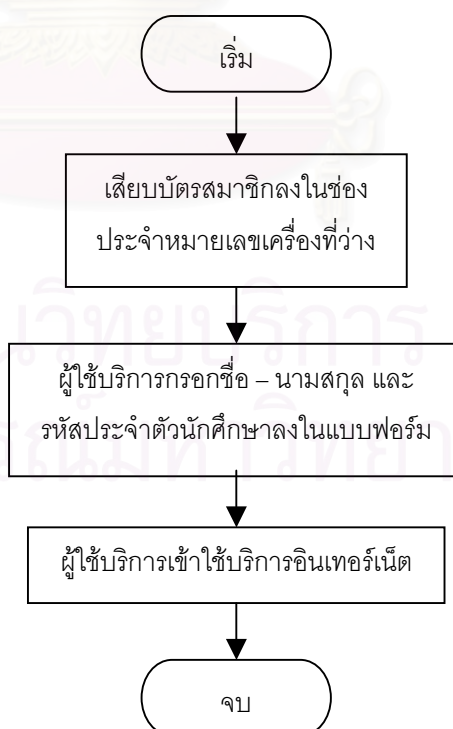 เริ่ม
เสียบบัตรสมาชิกลงในช่อง
ประจำหมายเลขเครื่องที่ว่าง
ผู้ใช้บริการกรอกชื่อ – นามสกุล และ
รหัสประจำตัวนักศึกษาลงในแบบฟอร์ม
ผู้ใช้บริการเข้าใช้บริการอินเทอร์เน็ต
จบ